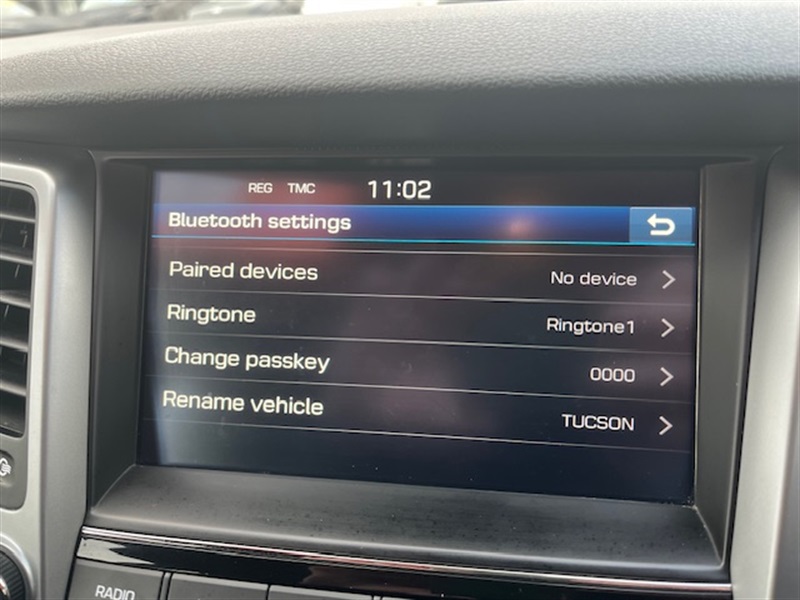 REG TMC 11:02
Bluetooth settings
Paired devices No device
Ringtone Ringtone1
Change passkey 0000
Rename vehicle TUCSON
RADIO